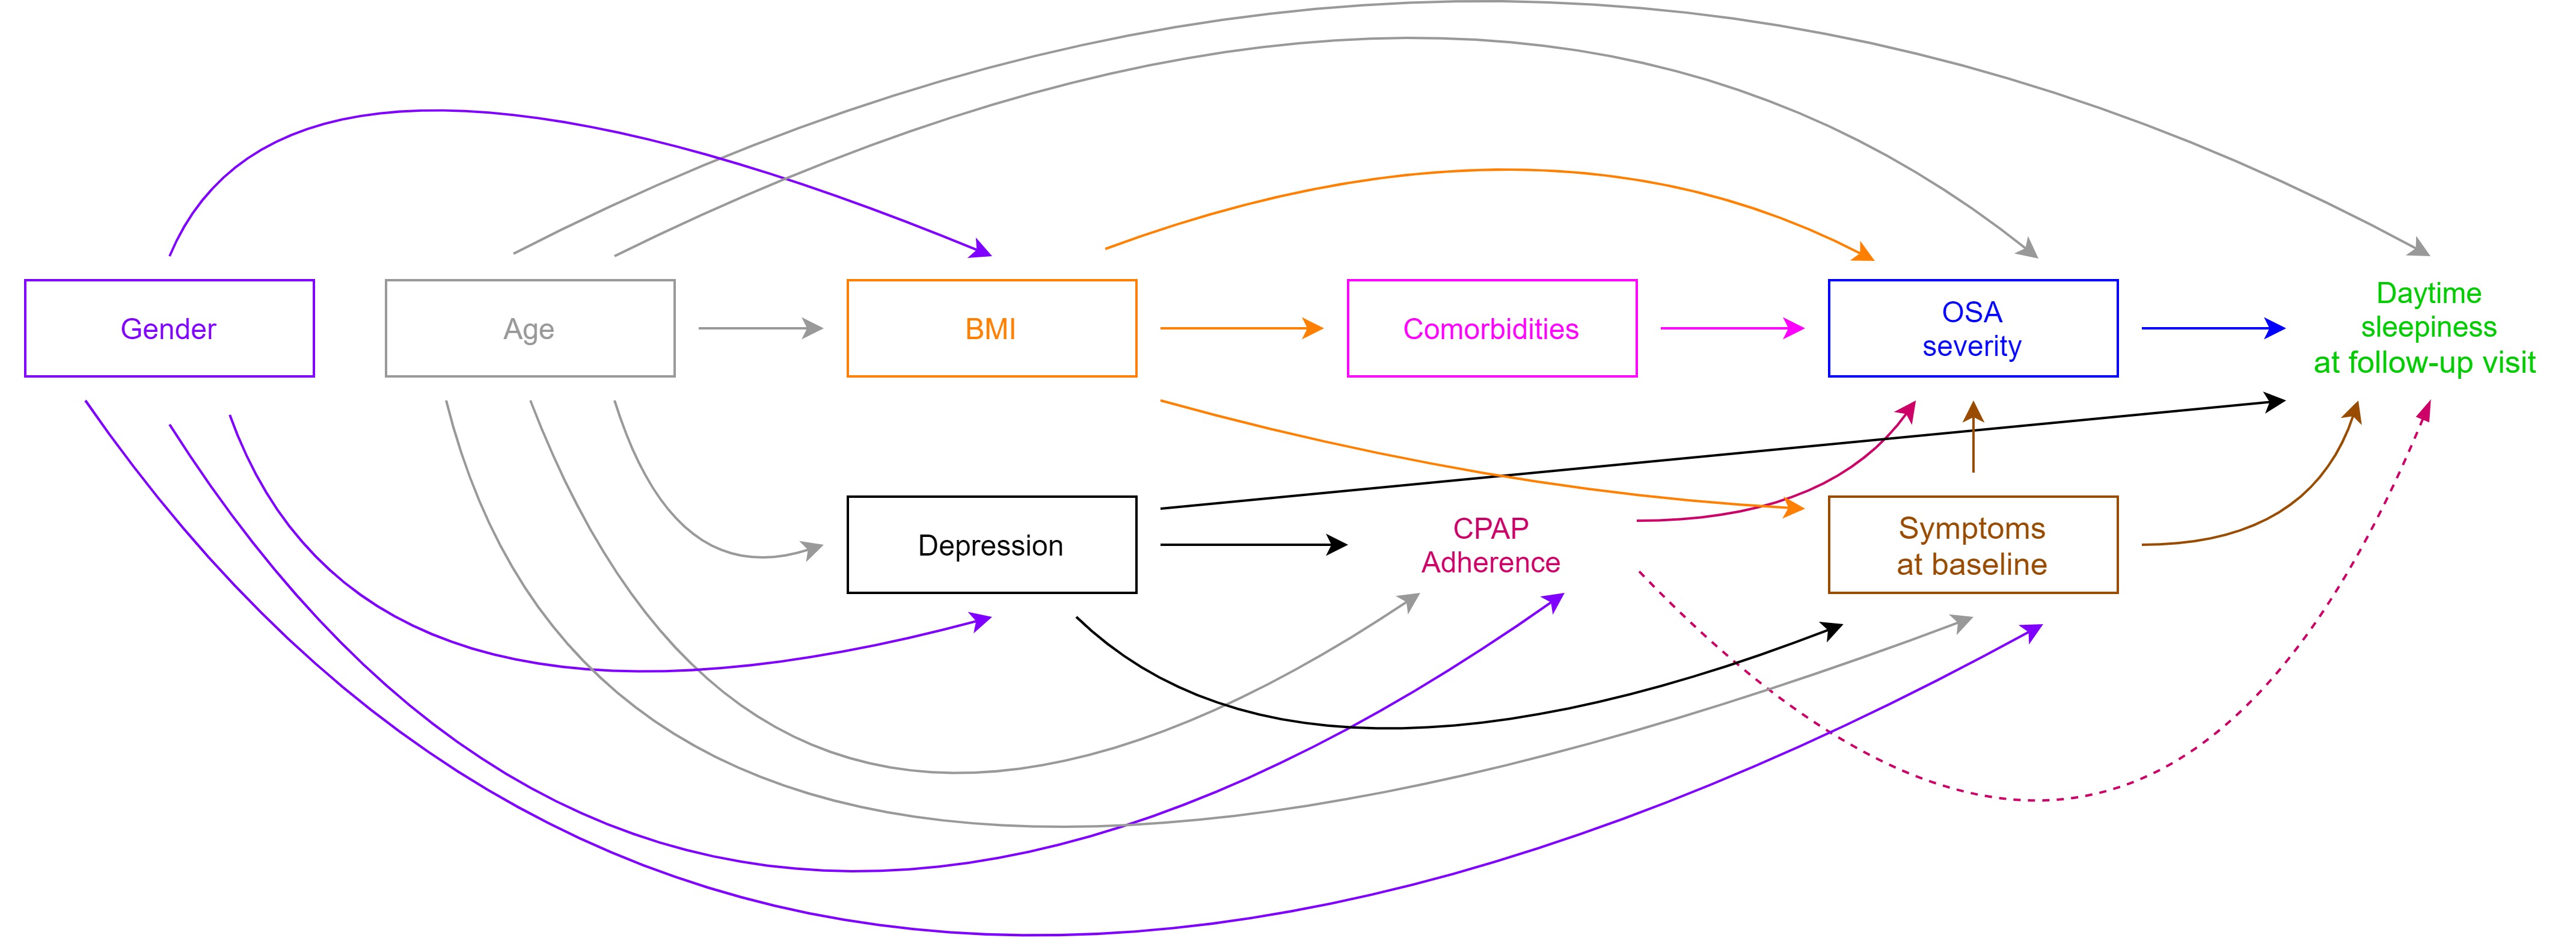 Gender
Age
BMI
Comorbidities
OSA
severity
Daytime
sleepiness
at follow-up visit
Depression
CPAP
Adherence
Symptoms
at baseline